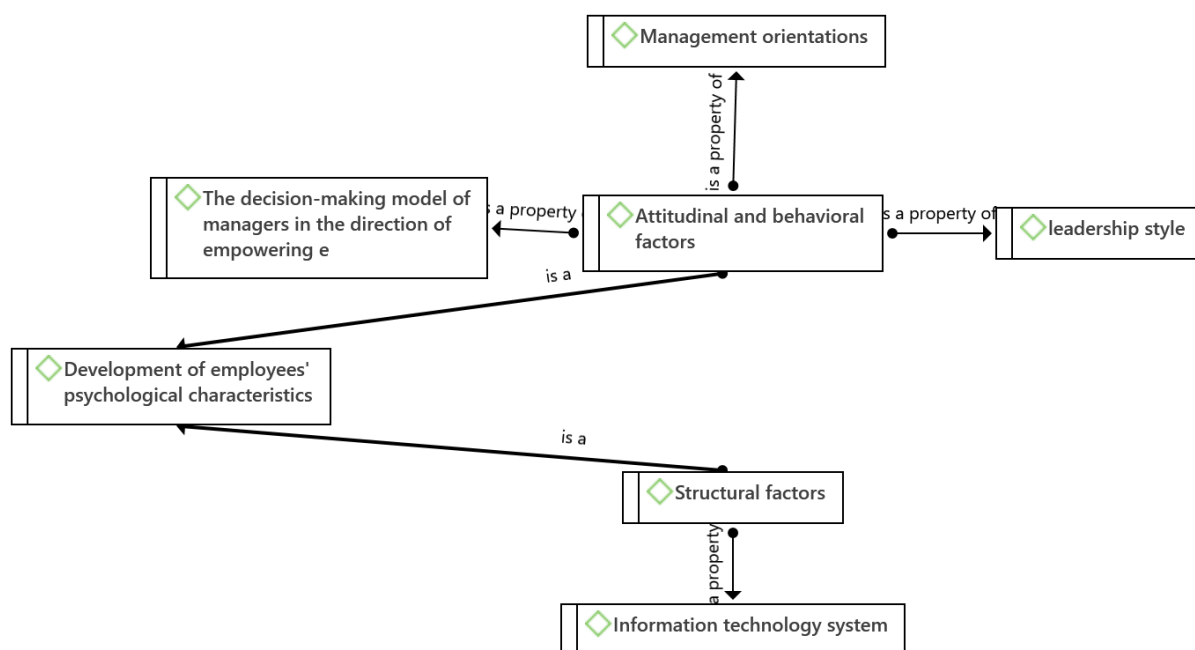 Management orientations
is a property of
The decision-making model of
managers in the direction of
empowering e
a property
Attitudinal and behavioral
factors
a property of
leadership style
is a
Development of employees'
psychological characteristics
is a
Structural factors
a property
Information technology system